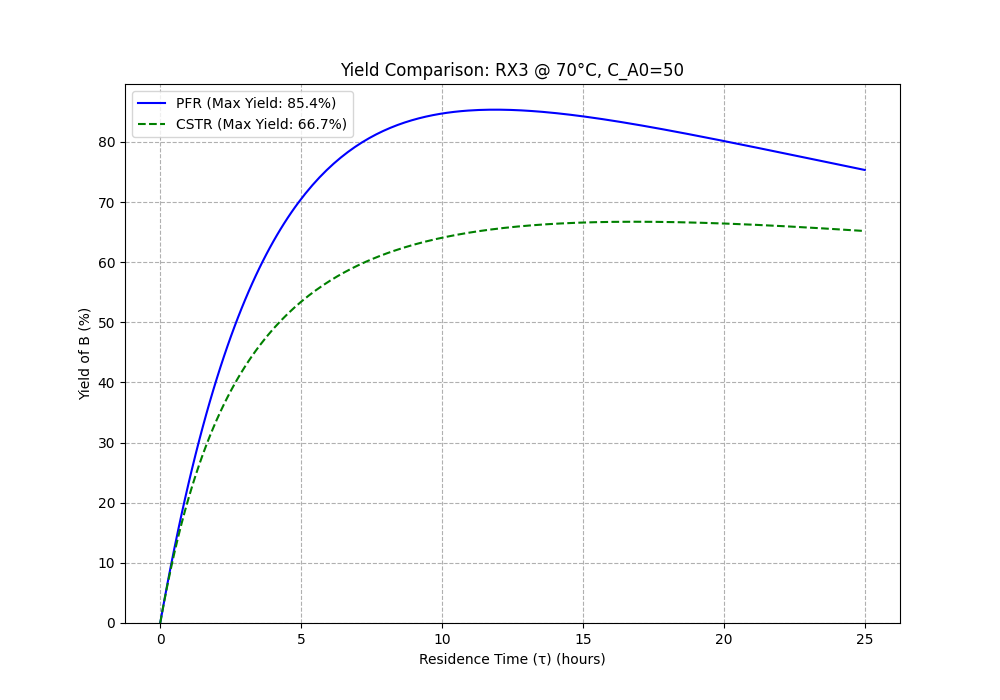 Yield Comparison: RX3 @ 70°C, C_A0=50
PFR (Max Yield: 85.4%)
CSTR (Max Yield: 66.7%)
Yield of B (%)
80
70
60
50
40
30
20
10
0
0 5 10 15 20 25
Residence Time (τ) (hours)